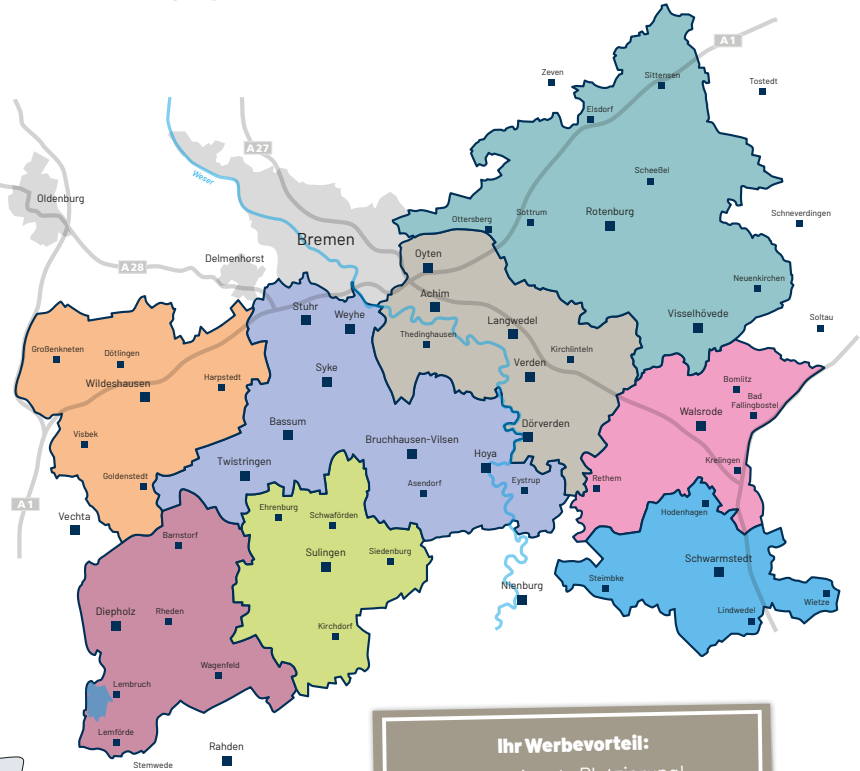 A1
Zeven
Sittensen
Tostedt
Elsdorf
A27
Weser
Scheeßel
Oldenburg
Ottersberg
Sottrum
Rotenburg
Schneverdingen
Bremen
Oyten
Delmenhorst
A28
Neuenkirchen
Achim
Stuhr
Weyhe
Langwedel
Visselhövede
Soltau
Thedinghausen
Großenkneten
Dötlingen
Kirchlinteln
Verden
Syke
Wildeshausen
Harpstedt
Bomlitz
Bad
Fallingbostel
Walsrode
Bassum
Dörverden
Visbek
Bruchhausen-Vilsen
Hoya
Twistringen
Krelingen
Goldenstedt
Asendorf
Eystrup
Rethem
A1
Ehrenburg
Schwaförden
Hodenhagen
Vechta
Barnstorf
Sulingen
Siedenburg
Schwarmstedt
Steimbke
Nienburg
Wietze
Diepholz
Rheden
Lindwedel
Kirchdorf
Wagenfeld
Lembruch
Lemförde
Rahden
Stemwede
Ihr Werbevorteil: